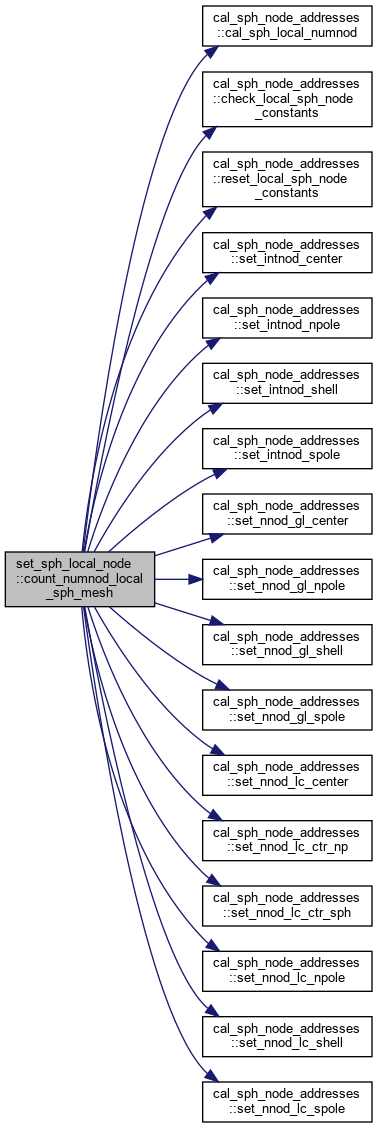 cal_sph_node_addresses
::cal_sph_local_numnod
cal_sph_node_addresses
::check_local_sph_node
_constants
cal_sph_node_addresses
::reset_local_sph_node
_constants
cal_sph_node_addresses
::set_intnod_center
cal_sph_node_addresses
::set_intnod_npole
cal_sph_node_addresses
::set_intnod_shell
cal_sph_node_addresses
::set_intnod_spole
cal_sph_node_addresses
::set_nnod_gl_center
set_sph_local_node
::count_numnod_local
_sph_mesh
cal_sph_node_addresses
::set_nnod_gl_npole
cal_sph_node_addresses
::set_nnod_gl_shell
cal_sph_node_addresses
::set_nnod_gl_spole
cal_sph_node_addresses
::set_nnod_lc_center
cal_sph_node_addresses
::set_nnod_lc_ctr_np
cal_sph_node_addresses
::set_nnod_lc_ctr_sph
cal_sph_node_addresses
::set_nnod_lc_npole
cal_sph_node_addresses
::set_nnod_lc_shell
cal_sph_node_addresses
::set_nnod_lc_spole